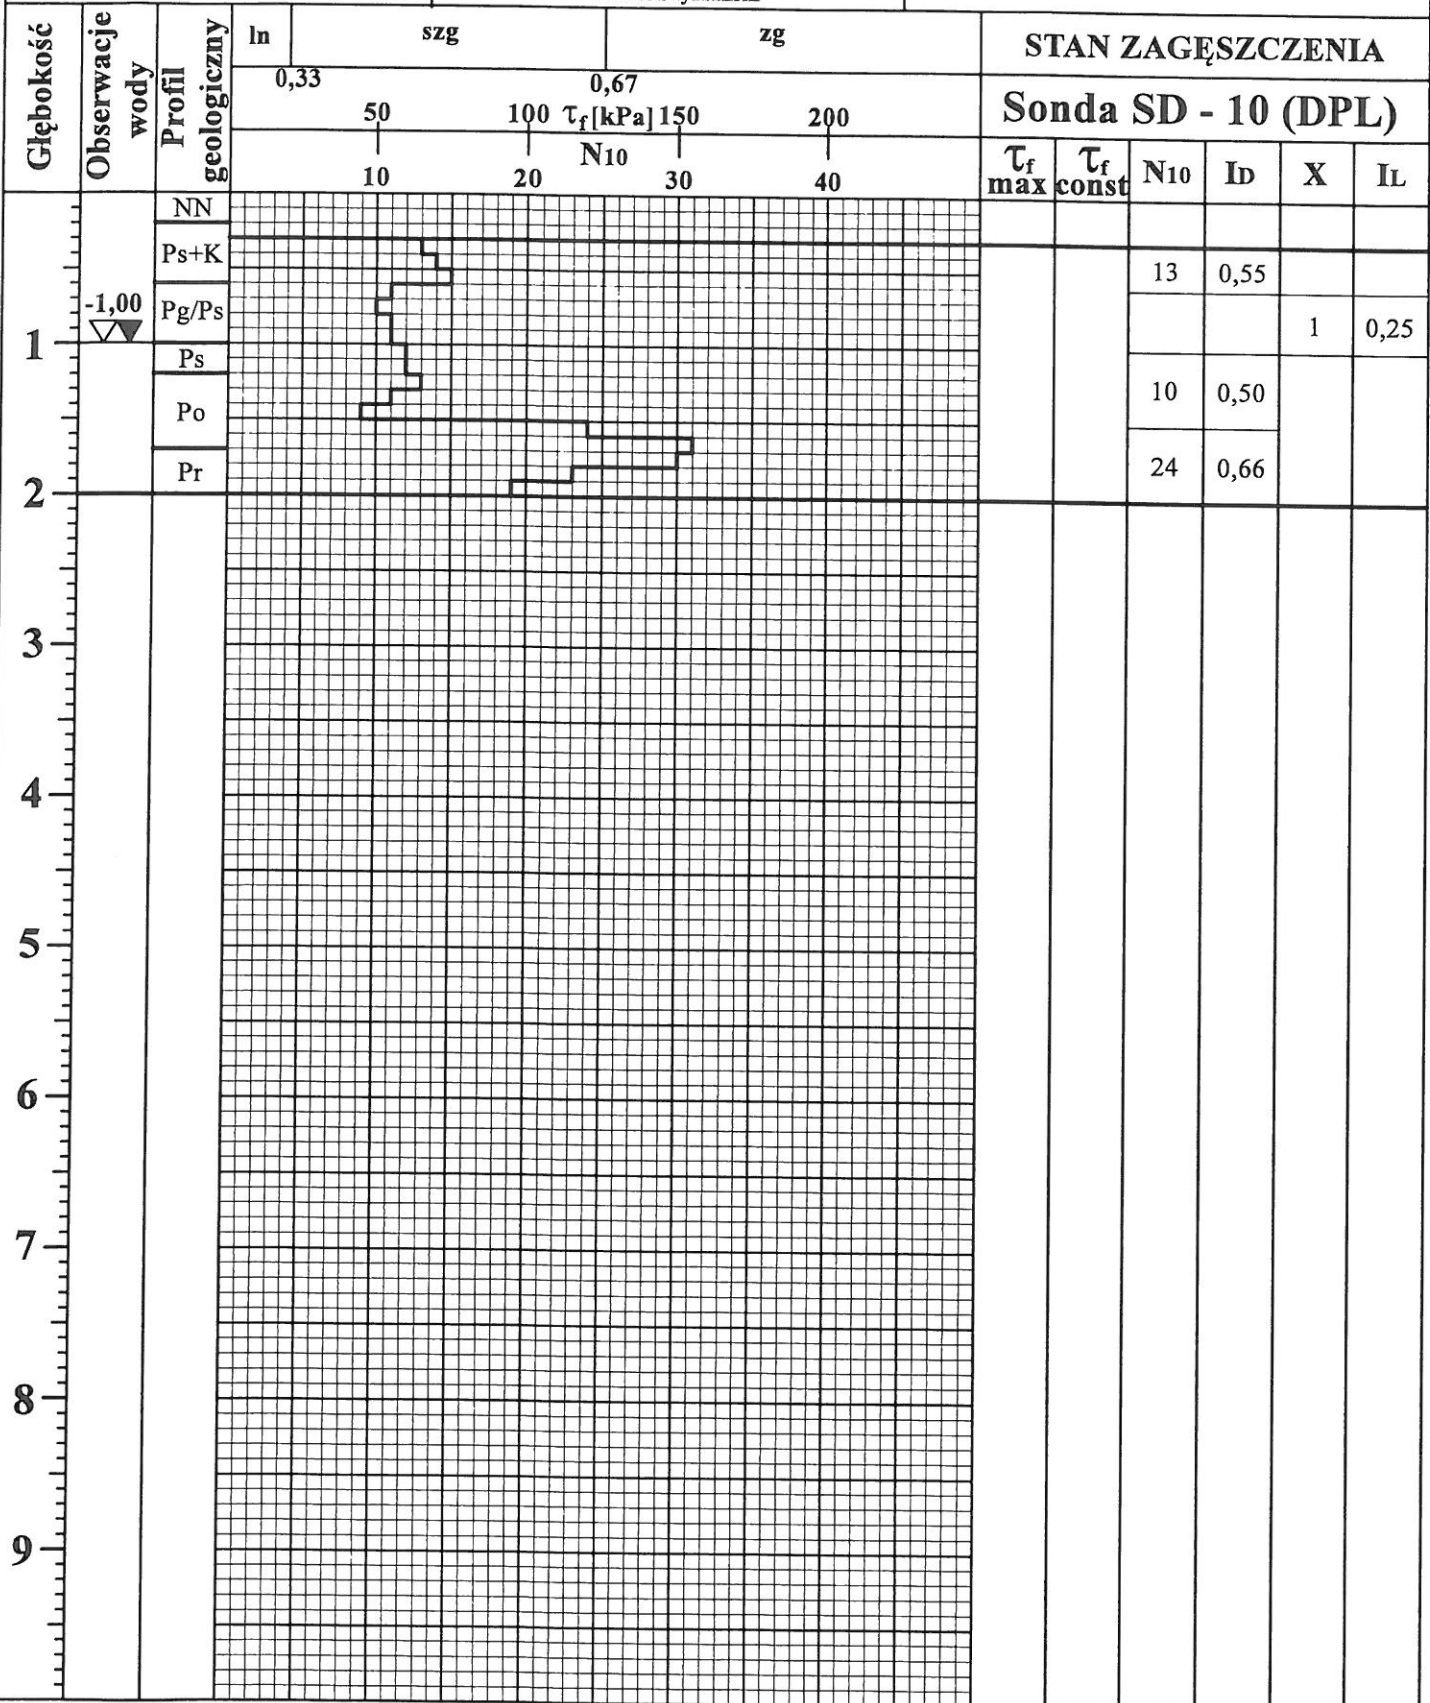 Głębokość
Obserwacje wody
Profil geologiczny
ln szg zg
0,33 0,67
50 100 τf[kPa] 150 200
N10
10 20 30 40
STAN ZAGĘSZCZENIA
Sonda SD - 10 (DPL)
τf max τf const N10 ID X IL
NN
Ps+K
13 0,55
-1,00
Pg/Ps
1
1 0,25
Ps
Po
10 0,50
Pr
24 0,66
2
3
4
5
6
7
8
9